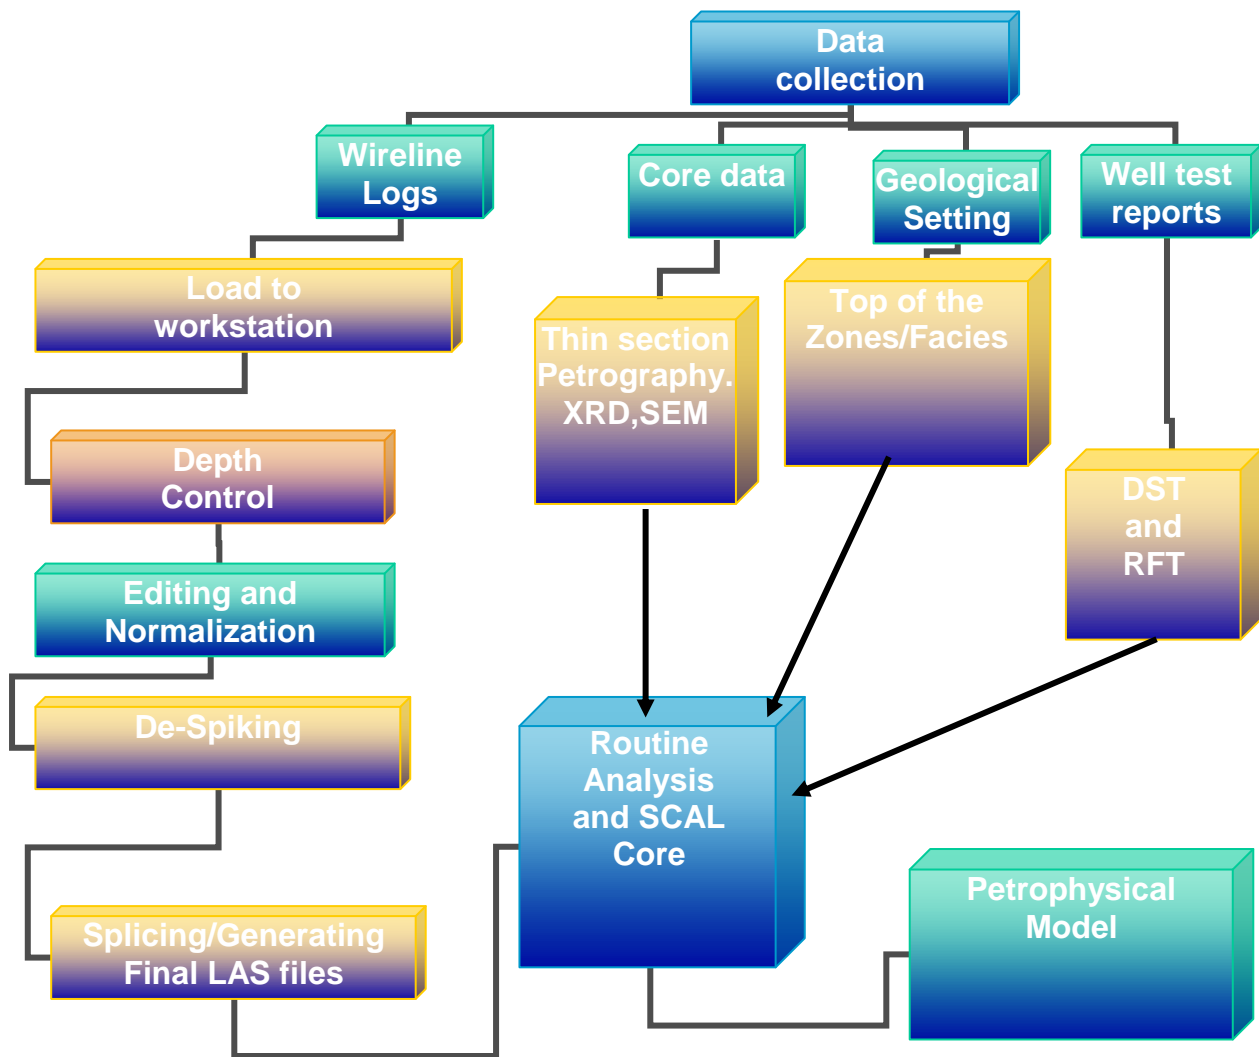 Data
collection
Wireline
Logs
Core data
Geological
Setting
Well test
reports
Load to
workstation
Thin section
Petrography.
XRD,SEM
Top of the
Zones/Facies
Depth
Control
DST
and
RFT
Editing and
Normalization
De-Spiking
Routine
Analysis
and SCAL
Core
Splicing/Generating
Final LAS files
Petrophysical
Model